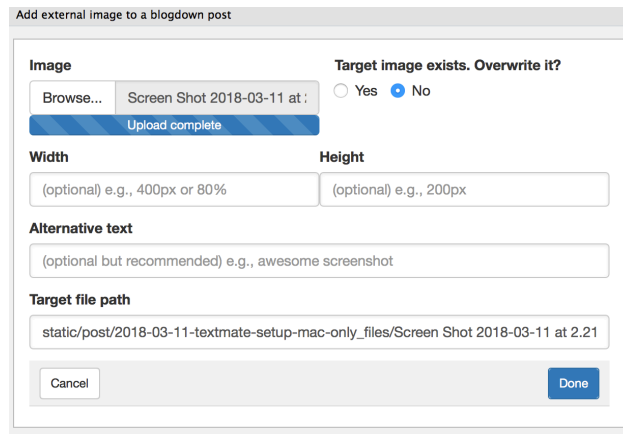 Add external image to a blogdown post
Image
Target image exists. Overwrite it?
Browse... Screen Shot 2018-03-11 at 2
Yes No
Upload complete
Width Height
(optional) e.g., 400px or 80% (optional) e.g., 200px
Alternative text
(optional but recommended) e.g., awesome screenshot
Target file path
static/post/2018-03-11-textmate-setup-mac-only_files/Screen Shot 2018-03-11 at 2.21
Cancel Done